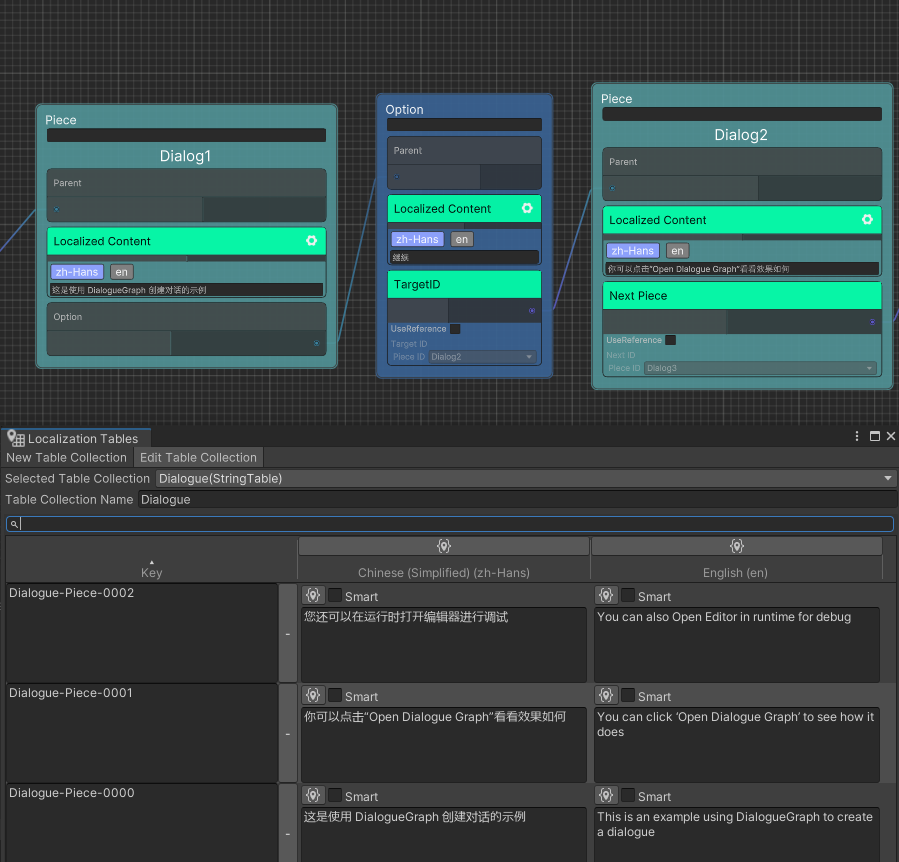 Piece
Dialog1
Parent
Localized Content
zh-Hans en
这是使用 DialogueGraph 创建对话的示例
Option
Option
Parent
Localized Content
zh-Hans en
继续
TargetID
UseReference
Target ID
Piece ID Dialog2
Piece
Dialog2
Parent
Localized Content
zh-Hans en
你可以点击“Open Dialogue Graph”看看效果如何
Next Piece
UseReference
Next ID
Piece ID Dialog3
Localization Tables
New Table Collection Edit Table Collection
Selected Table Collection Dialogue(StringTable)
Table Collection Name Dialogue
Key Chinese (Simplified) (zh-Hans) English (en)
Dialogue-Piece-0002
Smart
您还可以在运行时打开编辑器进行调试
Smart
You can also Open Editor in runtime for debug
-
Dialogue-Piece-0001
Smart
你可以点击“Open Dialogue Graph”看看效果如何
Smart
You can click ‘Open Dialogue Graph’ to see how it
does
-
Dialogue-Piece-0000
Smart
这是使用 DialogueGraph 创建对话的示例
Smart
This is an example using DialogueGraph to create
a dialogue
-